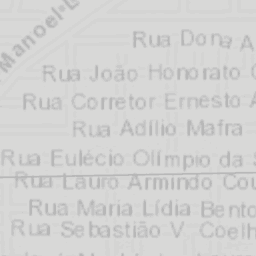 Manoel
Rua Dona A
Rua João Honorato
Rua Corretor Ernesto A
Rua Adílio Mafra
Rua Eulécio Olímpio da
Rua Lauro Armindo Cou
Rua Maria Lídia Bento
Rua Sebastião V. Coelh